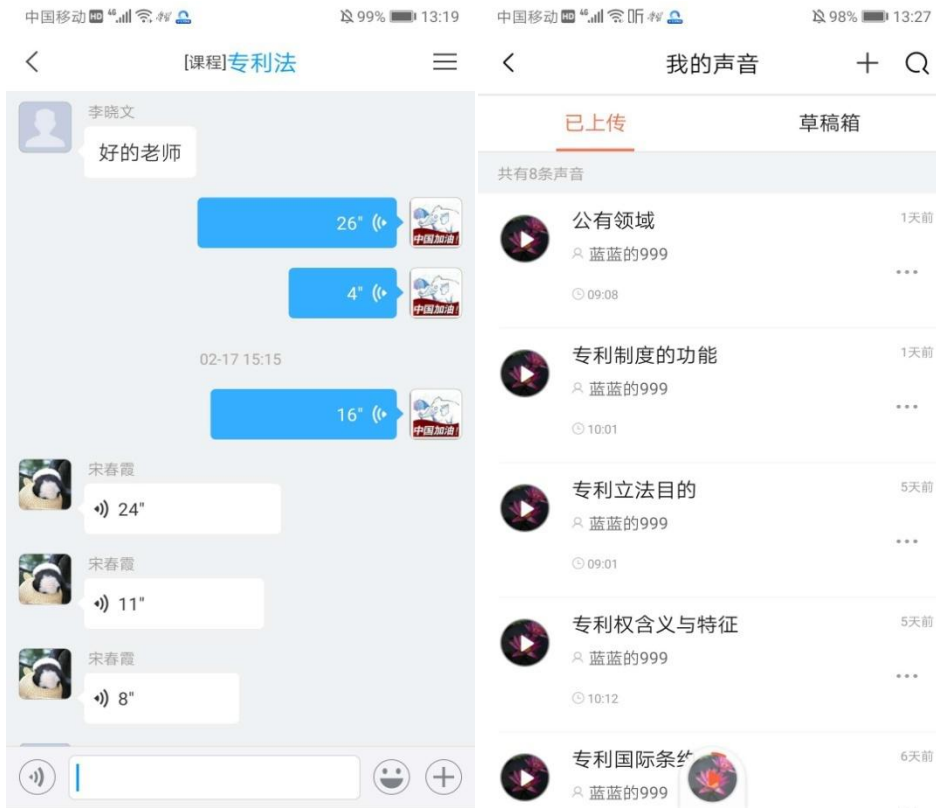 中国移动 HD 46 99% 13:19
[课程]专利法
李晓文
好的老师
26"
中国加油!
4"
中国加油!
02-17 15:15
16"
中国加油!
宋春霞
24"
宋春霞
11"
宋春霞
8"
中国移动 HD 46 听 98% 13:27
我的声音
已上传
草稿箱
共有8条声音
公有领域
1天前
蓝蓝的999
09:08
专利制度的功能
1天前
蓝蓝的999
10:01
专利立法目的
5天前
蓝蓝的999
09:01
专利权含义与特征
5天前
蓝蓝的999
10:12
专利国际条约
6天前
蓝蓝的999